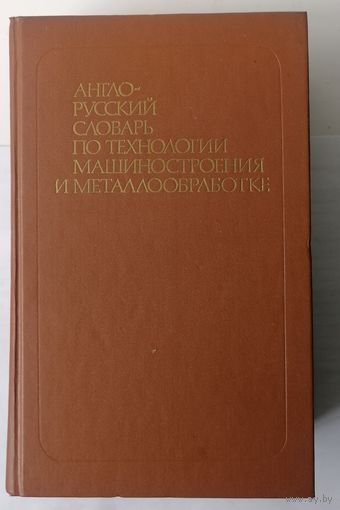 АНГЛО-
РУССКИЙ
СЛОВАРЬ
ПО ТЕХНОЛОГИИ
МАШИНОСТРОЕНИЯ
И МЕТАЛЛООБРАБОТКЕ
ay.by